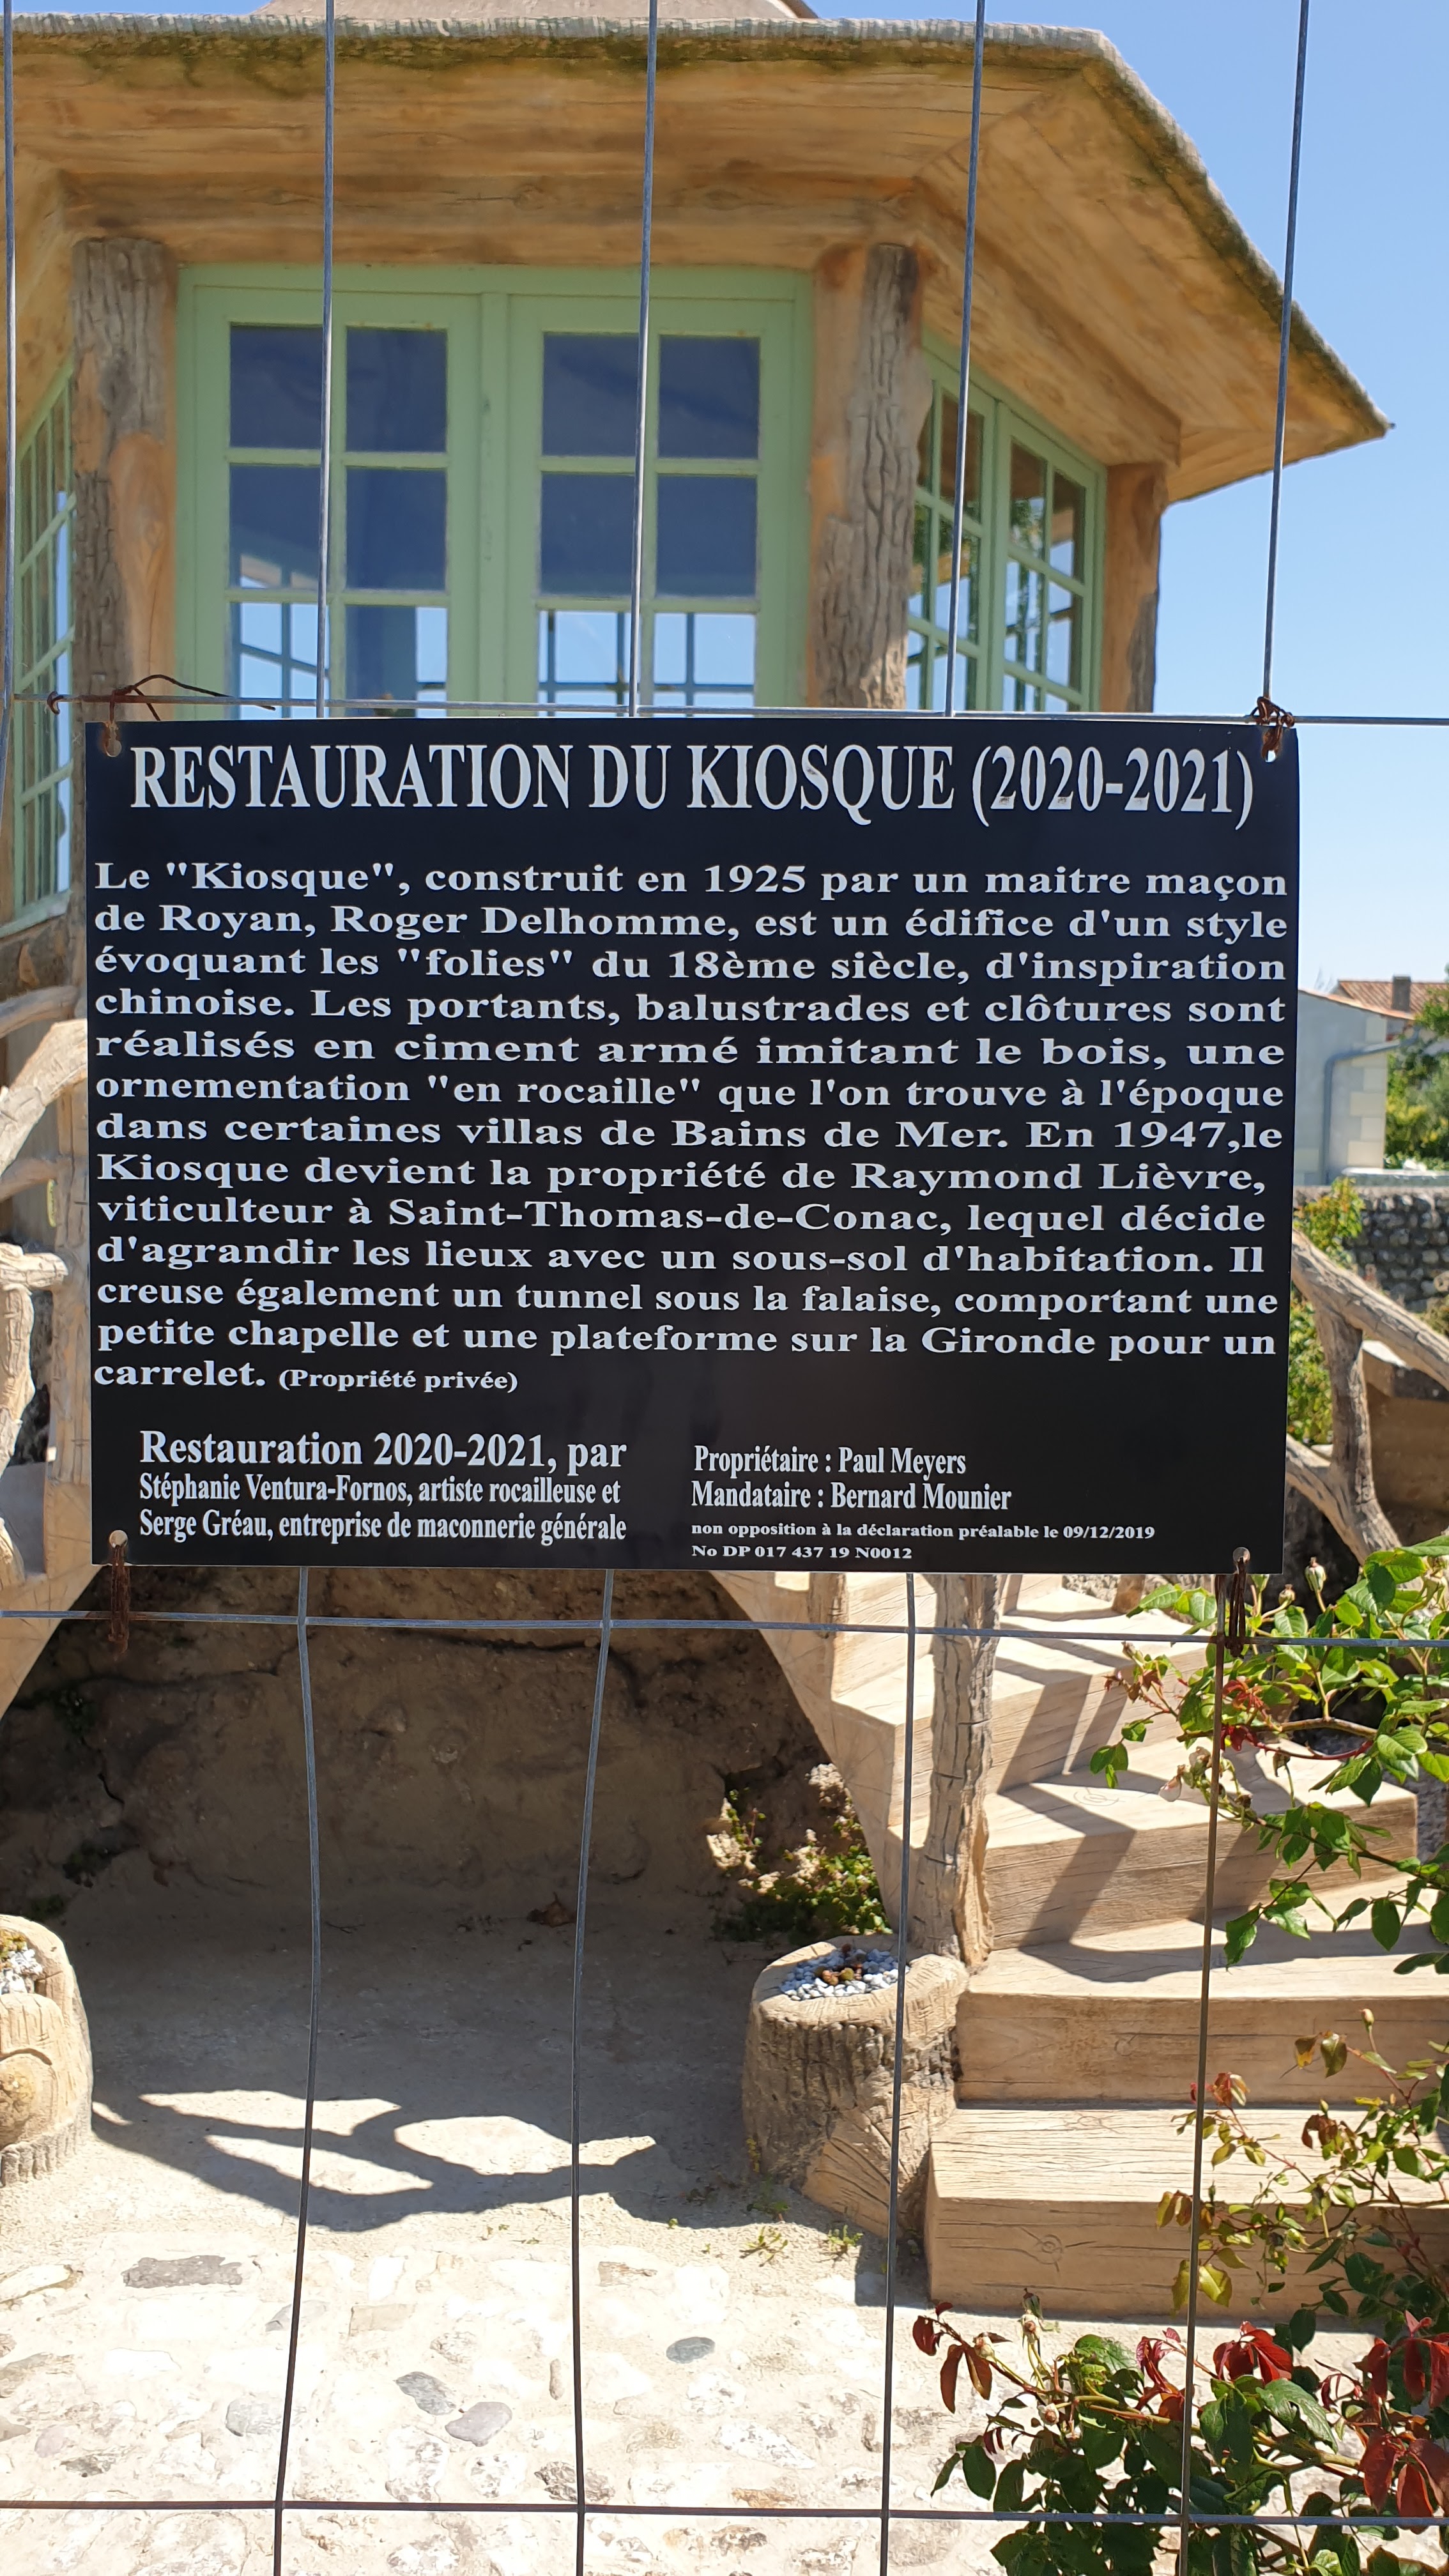 RESTAURATION DU KIOSQUE (2020-2021)
Le "Kiosque", construit en 1925 par un maitre maçon
de Royan, Roger Delhomme, est un édifice d'un style
évoquant les "folies" du 18ème siècle, d'inspiration
chinoise. Les portants, balustrades et clôtures sont
réalisés en ciment armé imitant le bois, une
ornementation "en rocaille" que l'on trouve à l'époque
dans certaines villas de Bains de Mer. En 1947,le
Kiosque devient la propriété de Raymond Lièvre,
viticulteur à Saint-Thomas-de-Conac, lequel décide
d'agrandir les lieux avec un sous-sol d'habitation. Il
creuse également un tunnel sous la falaise, comportant une
petite chapelle et une plateforme sur la Gironde pour un
carrelet. (Propriété privée)
Restauration 2020-2021, par
Stéphanie Ventura-Fornos, artiste rocailleuse et
Serge Gréau, entreprise de maconnerie générale
Propriétaire : Paul Meyers
Mandataire : Bernard Mounier
non opposition à la déclaration préalable le 09/12/2019
No DP 017 437 19 N0012